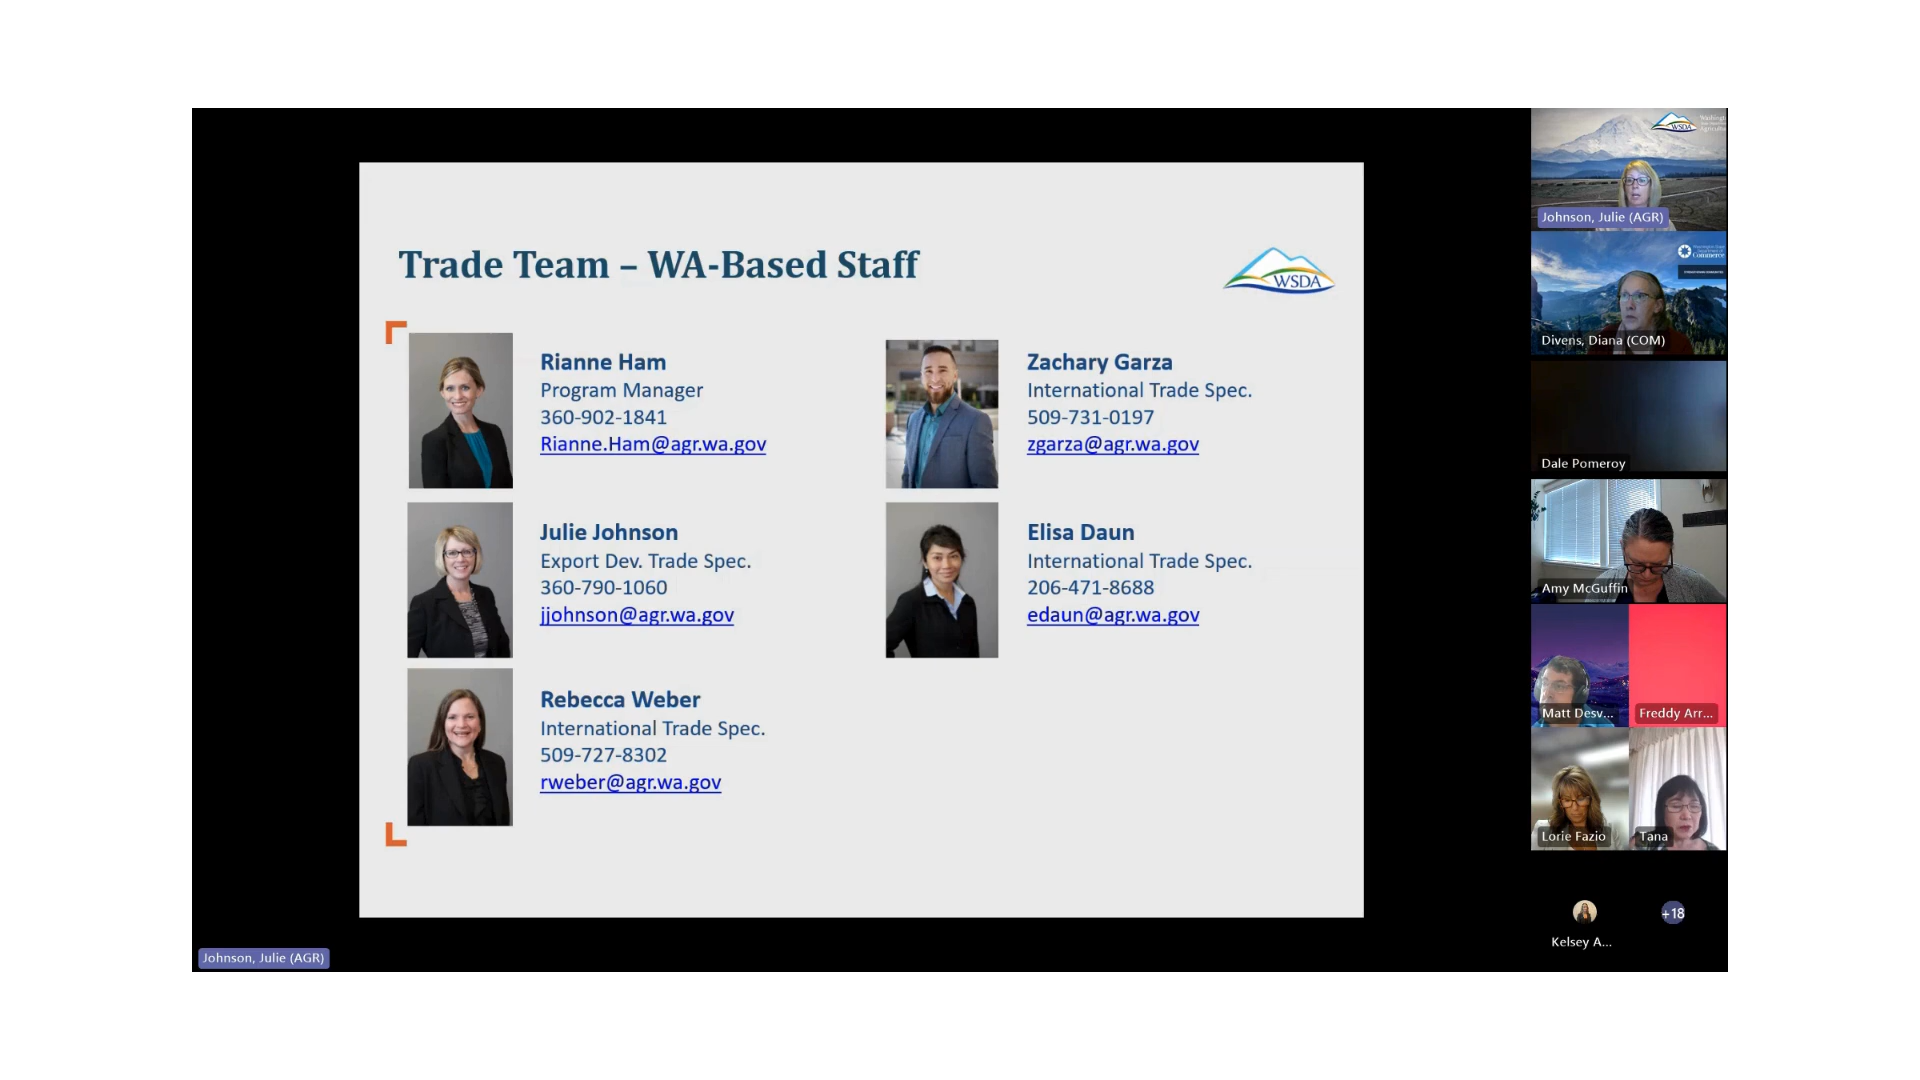 Trade Team – WA-Based Staff
WSDA
Rianne Ham
Program Manager
360-902-1841
Rianne.Ham@agr.wa.gov
Zachary Garza
International Trade Spec.
509-731-0197
zgarza@agr.wa.gov
Julie Johnson
Export Dev. Trade Spec.
360-790-1060
jjohnson@agr.wa.gov
Elisa Daun
International Trade Spec.
206-471-8688
edaun@agr.wa.gov
Rebecca Weber
International Trade Spec.
509-727-8302
rweber@agr.wa.gov
Johnson, Julie (AGR)
WSDA
Johnson, Julie (AGR)
Commerce
Divens, Diana (COM)
Dale Pomeroy
Amy McGuffin
Matt Desv...
Freddy Arr...
Lorie Fazio
Tana
Kelsey A...
+18